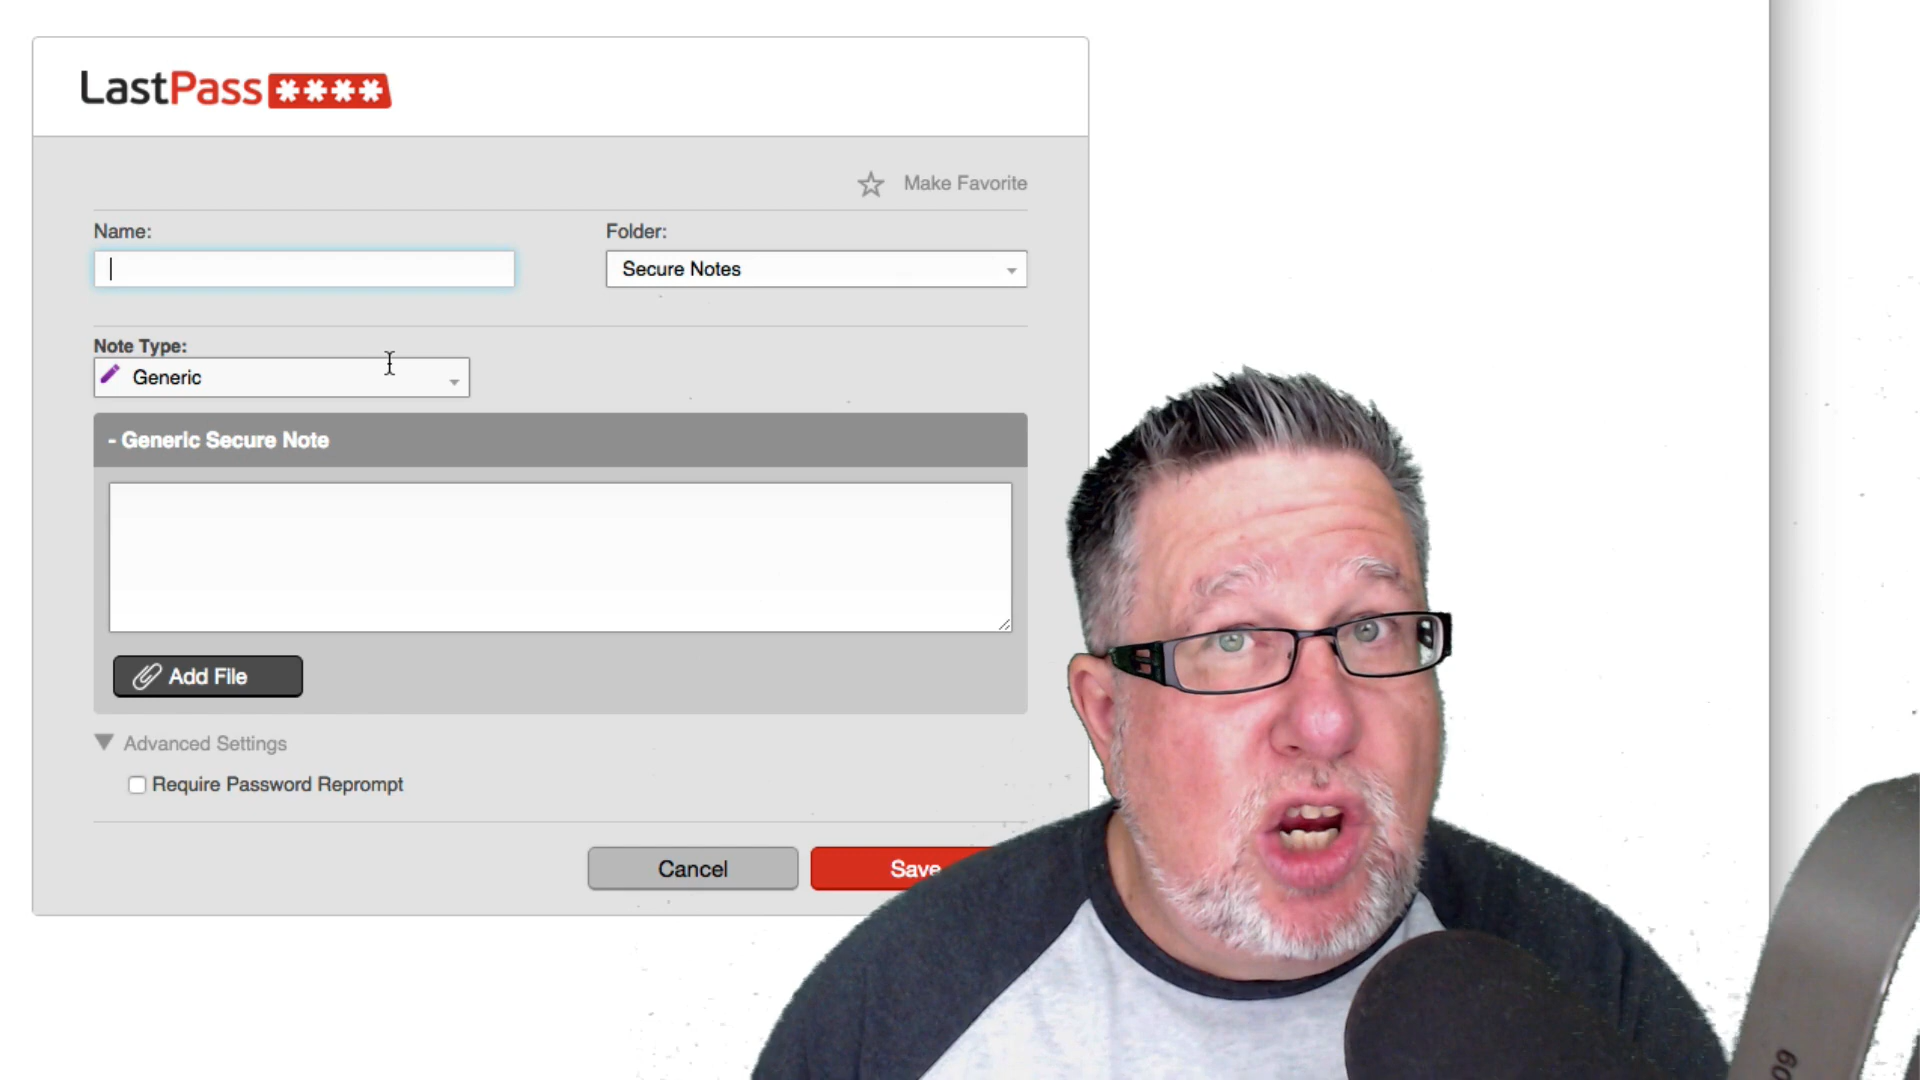 LastPass ****
Make Favorite
Name:
Folder:
Secure Notes
Note Type:
Generic
- Generic Secure Note
Add File
Advanced Settings
Require Password Reprompt
Cancel
Save
09